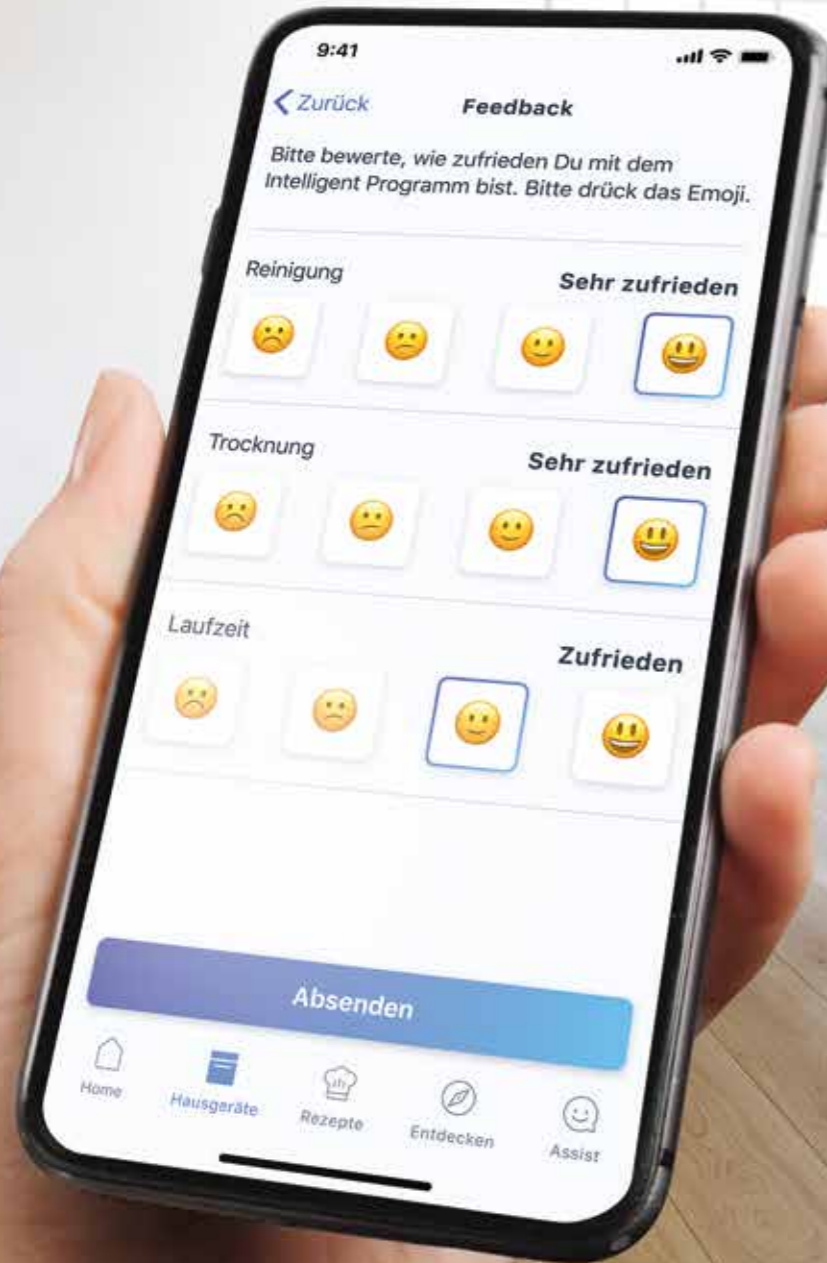 9:41
Zurück
Feedback
Bitte bewerte, wie zufrieden Du mit dem
Intelligent Programm bist. Bitte drück das Emoji.
Reinigung
Sehr zufrieden
Trocknung
Sehr zufrieden
Laufzeit
Zufrieden
Absenden
Home
Hausgeräte
Rezepte
Entdecken
Assist